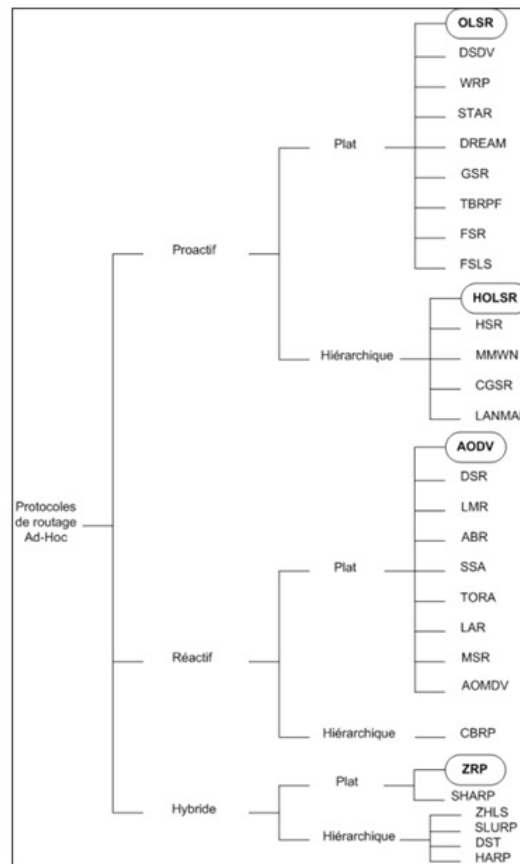 OLSR
DSDV
WRP
STAR
DREAM
GSR
TBRPF
FSR
FSLS
Plat
Proactif
HOLSR
HSR
MMWN
CGSR
Hiérarchique
AODV
DSR
LMR
ABR
SSA
TORA
LAR
MSR
AOMDV
Plat
Protocoles
de routage
Ad-Hoc
Réactif
Hiérarchique
CBRP
ZRP
SHARP
Plat
Hybride
Hiérarchique
ZHLS
SLURP
DST
HARP